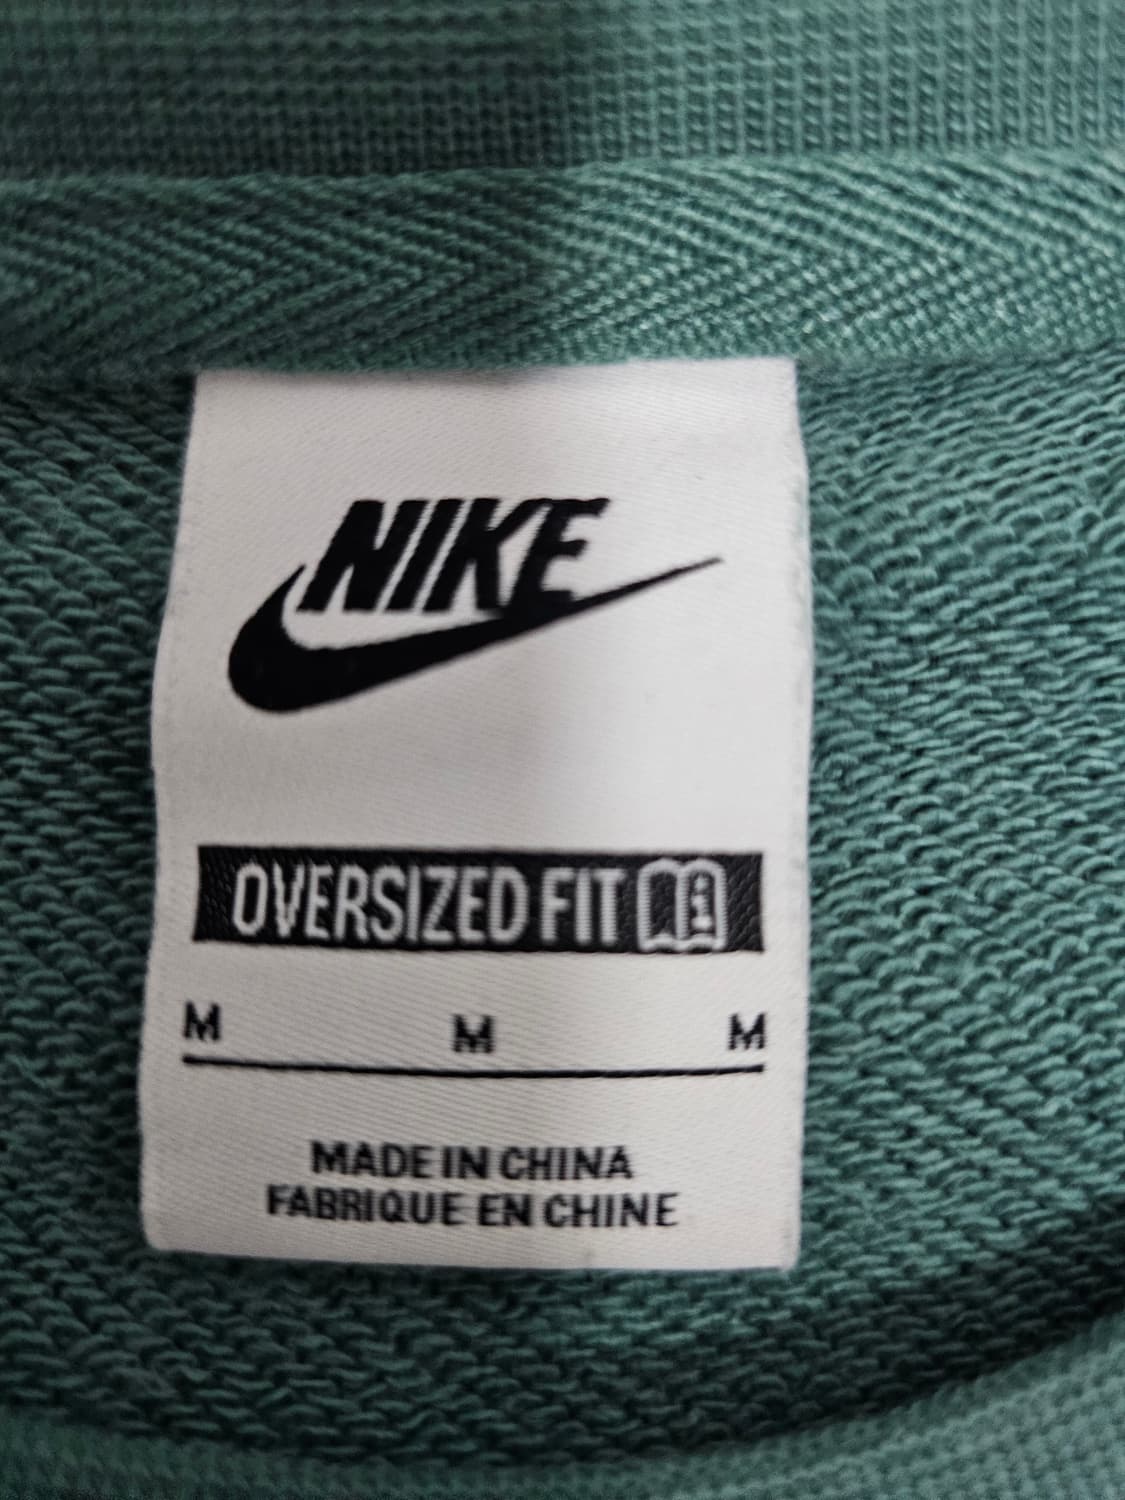 NIKE
OVERSIZED FIT
M M M
MADE IN CHINA
FABRIQUE EN CHINE